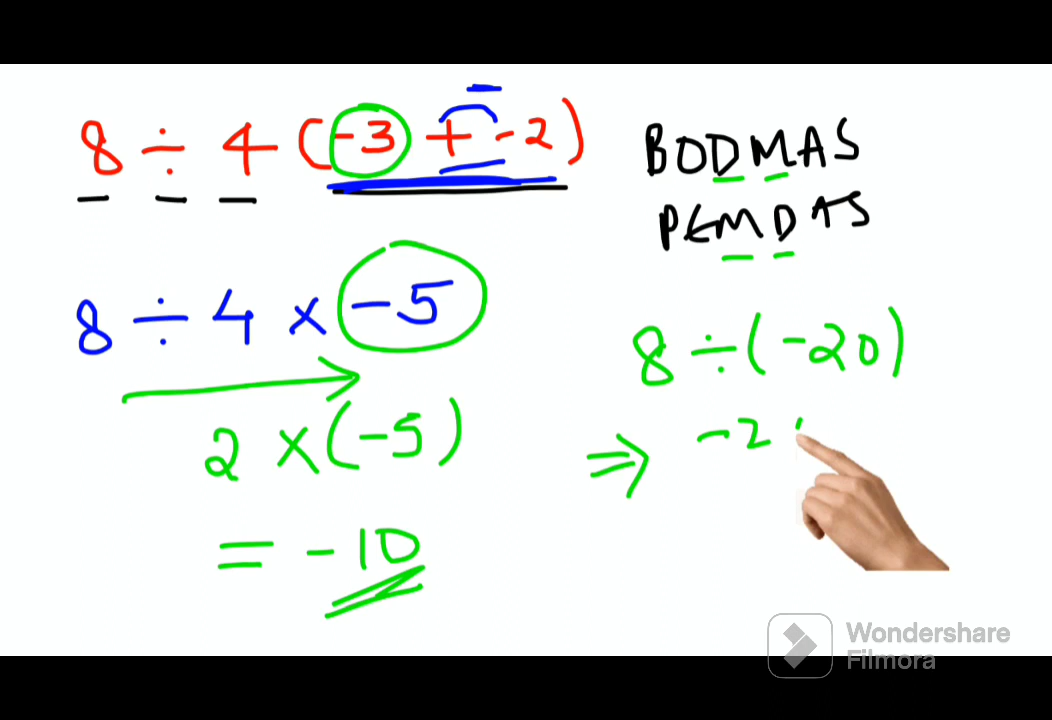 8 ÷ 4 (-3 + -2)
8 ÷ 4 × -5
2 × (-5)
= -10
BODMAS
PEMDAS
8 ÷ (-20)
⇒ -2
Wondershare
Filmora